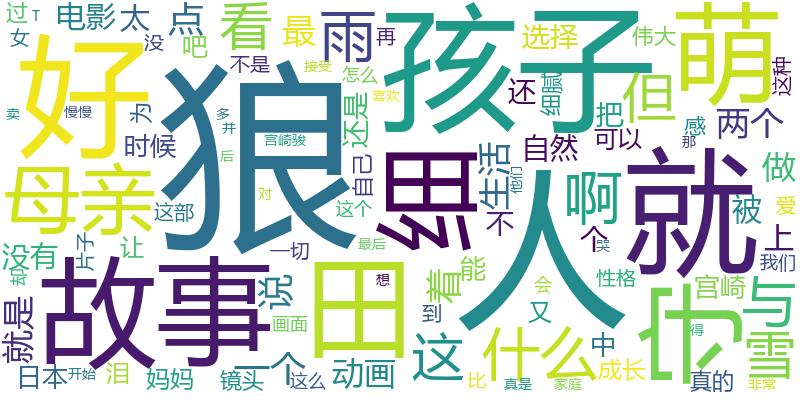 过 T 电影 太 点 看 最 雨 再 孩子 选择 伟大 萌
女 没 吧 不是 接受 怎么 这种
好 狼 喜欢 还 细腻 但
卖 慢慢 为 多 并 还是 把 感 两个
时候 宫崎骏 后 自然 可以 那
母亲 自己 细 生活 他们 人 啊 就 做
这部 对 这个 不 个 被 爱
没有 片子 让 一切 最后 哭 上 我们
却 故事 说 田 想 着 能 会 性格 宫崎 与
就是 画面 到 又 也 得 雪
一个 这 什么 中
日本 开始 泪 妈妈 镜头 这么 动画 比 真是 家庭 成长 真的 非常